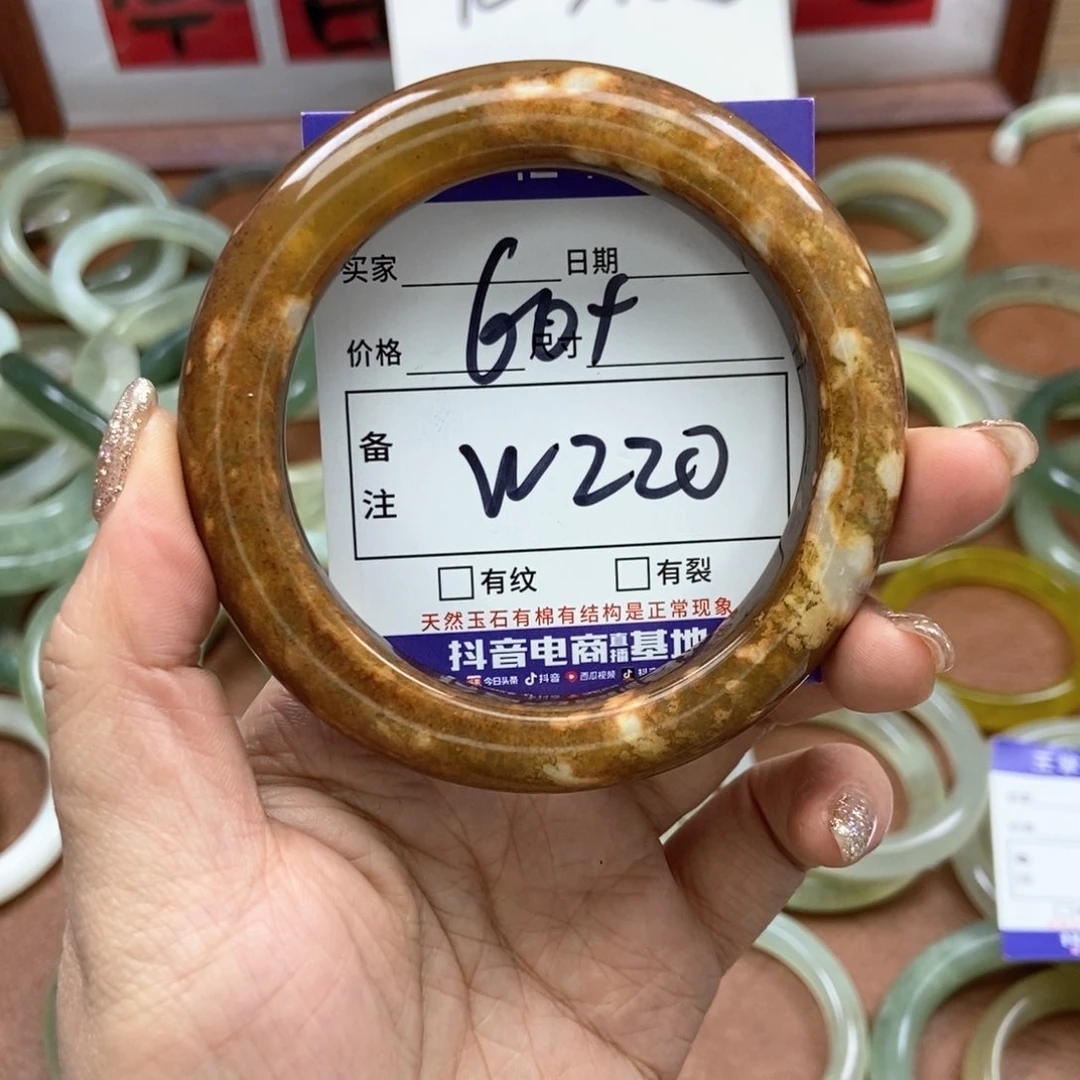 买家 日期
60+
价格 尺寸
备注
W220
有纹 有裂
天然玉石有棉有结构是正常现象
抖音电商直播基地
今日头条 抖音 西瓜视频